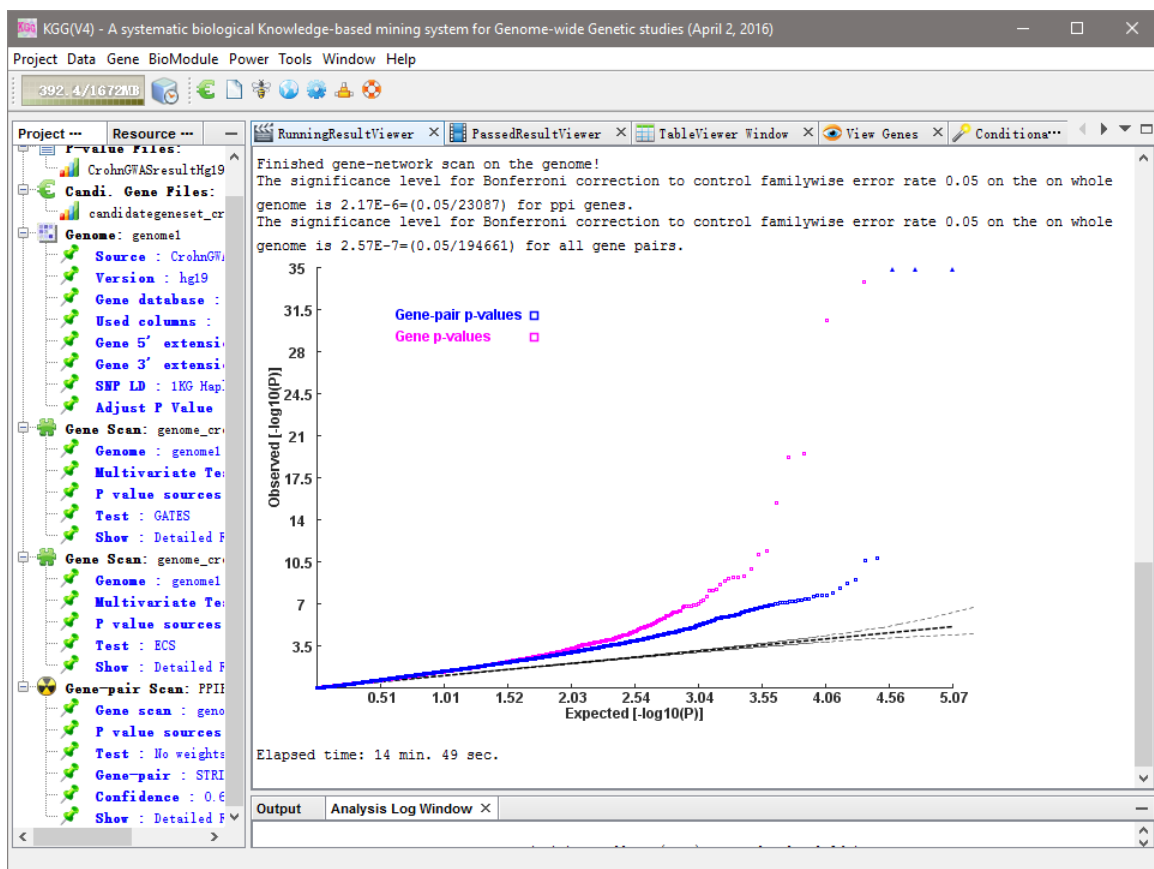 KGG(V4) - A systematic biological Knowledge-based mining system for Genome-wide Genetic studies (April 2, 2016)
Project Data Gene BioModule Power Tools Window Help
392.4/1672MB
Project ··· Resource ···
RunningResultViewer PassedResultViewer TableViewer Window View Genes Conditiona···
P-value Files:
CrohnGWASresultHg19
Candi. Gene Files:
candidategeneset_cr
Genome: genome1
Source : CrohnGW
Version : hg19
Gene database :
Used columns :
Gene 5' extensi
Gene 3' extensi
SNP LD : 1KG Hap
Adjust P Value
Gene Scan: genome_cr
Genome : genome1
Multivariate Te
P value sources
Test : GATES
Show : Detailed R
Gene Scan: genome_cr
Genome : genome1
Multivariate Te
P value sources
Test : ECS
Show : Detailed R
Gene-pair Scan: PPI
Gene scan : geno
P value sources
Test : No weights
Gene-pair : STRI
Confidence : 0.6
Show : Detailed R
Finished gene-network scan on the genome!
The significance level for Bonferroni correction to control familywise error rate 0.05 on the on whole
genome is 2.17E-6=(0.05/23087) for ppi genes.
The significance level for Bonferroni correction to control familywise error rate 0.05 on the on whole
genome is 2.57E-7=(0.05/194661) for all gene pairs.
35
31.5
28
24.5
21
17.5
14
10.5
7
3.5
Observed [-log10(P)]
Gene-pair p-values
Gene p-values
0.51 1.01 1.52 2.03 2.54 3.04 3.55 4.06 4.56 5.07
Expected [-log10(P)]
Elapsed time: 14 min. 49 sec.
Output Analysis Log Window